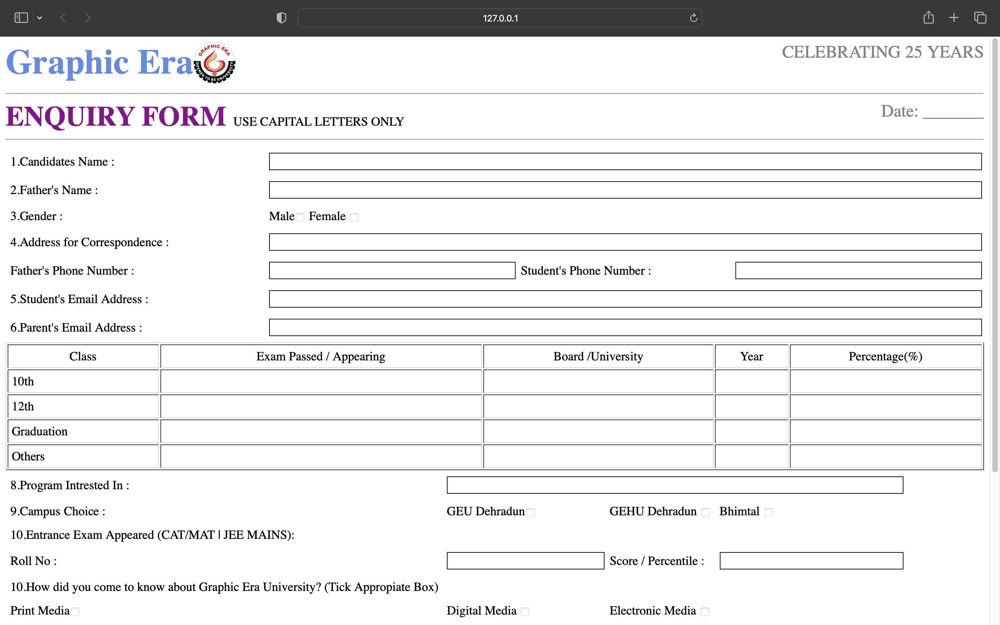 127.0.0.1
Graphic Era
GRAPHIC ERA
DEEMED TO BE UNIVERSITY
CELEBRATING 25 YEARS
ENQUIRY FORM USE CAPITAL LETTERS ONLY
Date: _______
1.Candidates Name :
2.Father's Name :
3.Gender : Male Female
4.Address for Correspondence :
Father's Phone Number : Student's Phone Number :
5.Student's Email Address :
6.Parent's Email Address :
Class Exam Passed / Appearing Board /University Year Percentage(%)
10th
12th
Graduation
Others
8.Program Intrested In :
9.Campus Choice : GEU Dehradun GEHU Dehradun Bhimtal
10.Entrance Exam Appeared (CAT/MAT | JEE MAINS):
Roll No : Score / Percentile :
10.How did you come to know about Graphic Era University? (Tick Appropiate Box)
Print Media Digital Media Electronic Media